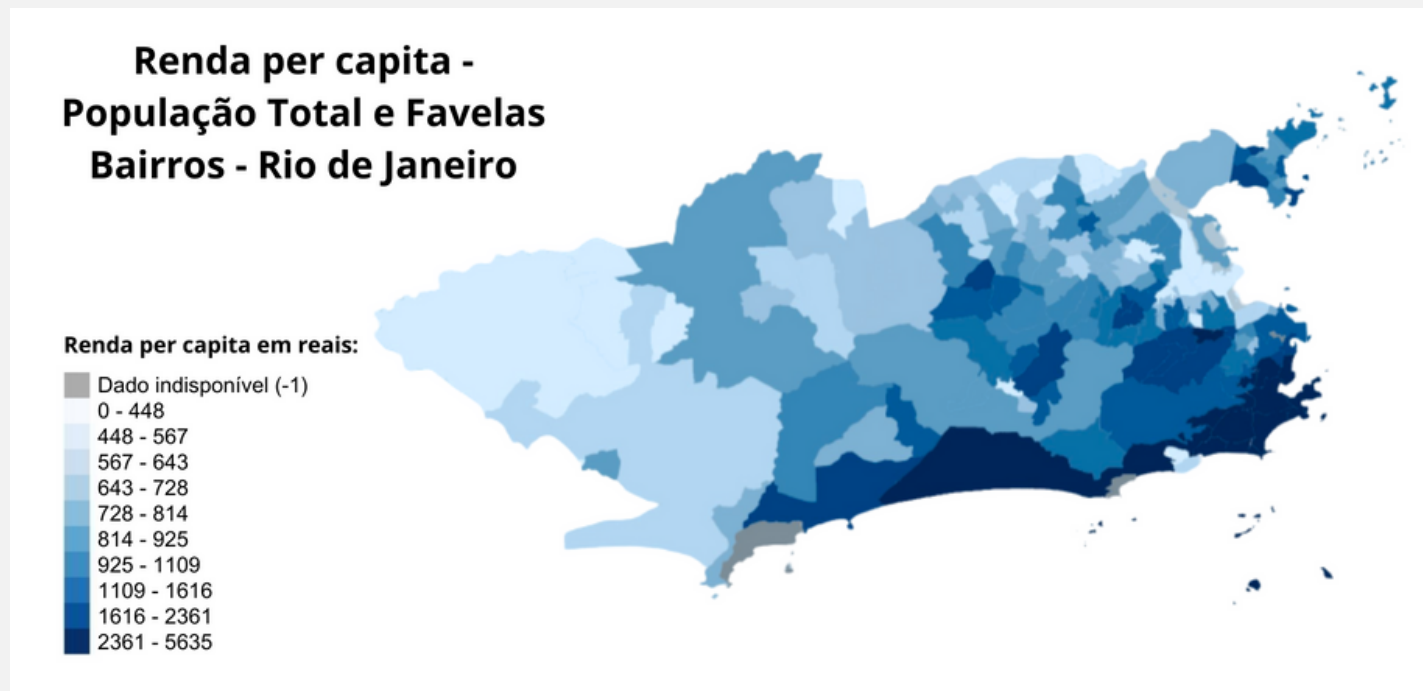 Renda per capita -
População Total e Favelas
Bairros - Rio de Janeiro
Renda per capita em reais:
Dado indisponível (-1)
0 - 448
448 - 567
567 - 643
643 - 728
728 - 814
814 - 925
925 - 1109
1109 - 1616
1616 - 2361
2361 - 5635